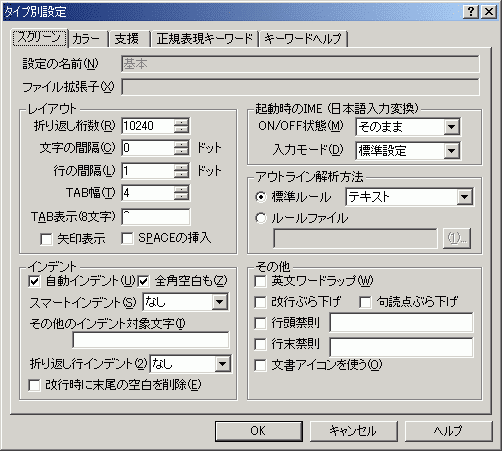 タイプ別設定
スクリーン カラー 支援 正規表現キーワード キーワードヘルプ
設定の名前(N) 基本
ファイル拡張子(X)
レイアウト
折り返し桁数(R) 10240
文字の間隔(C) 0 ドット
行の間隔(L) 1 ドット
TAB幅(T) 4
TAB表示(8文字) ^
矢印表示 SPACEの挿入
起動時のIME (日本語入力変換)
ON/OFF状態(M) そのまま
入力モード(D) 標準設定
アウトライン解析方法
標準ルール テキスト
ルールファイル
(1)...
インデント
自動インデント(U) 全角空白も(Z)
スマートインデント(S) なし
その他のインデント対象文字(I)
折り返し行インデント(2) なし
改行時に末尾の空白を削除(E)
その他
英文ワードラップ(W)
改行ぶら下げ 句読点ぶら下げ
行頭禁則
行末禁則
文書アイコンを使う(O)
OK キャンセル ヘルプ